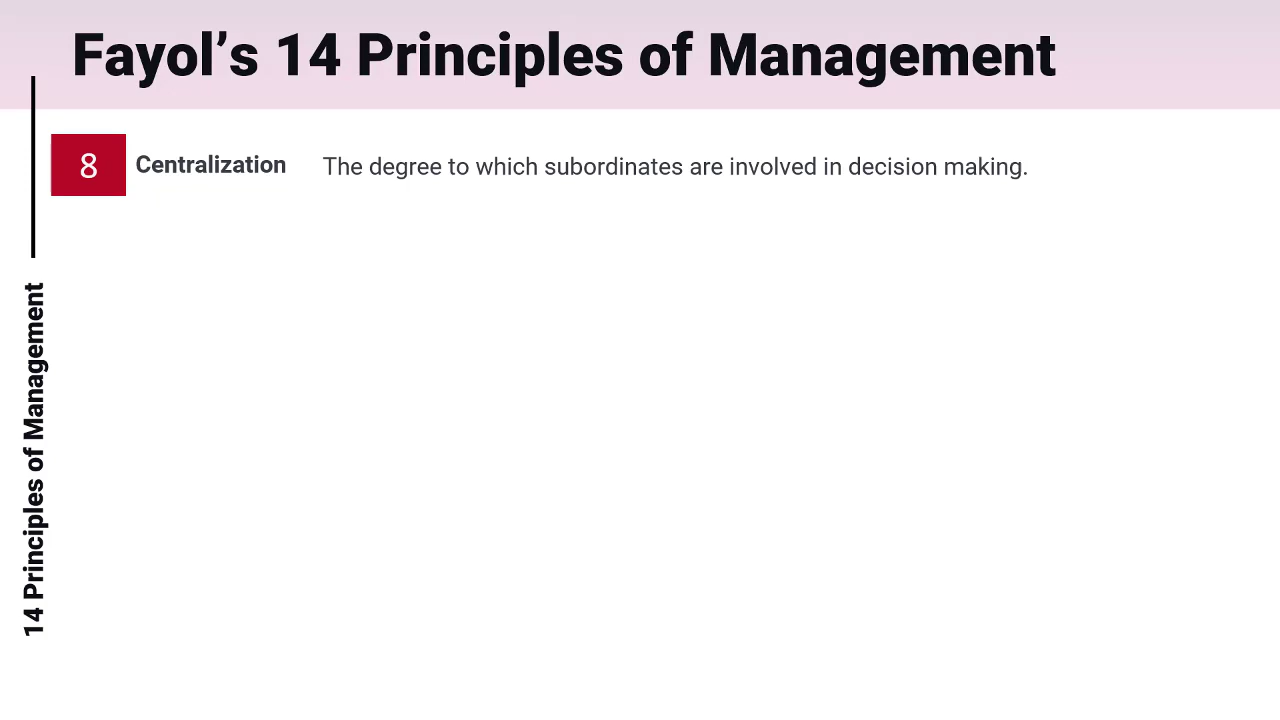 Fayol’s 14 Principles of Management
8
Centralization
The degree to which subordinates are involved in decision making.
14 Principles of Management